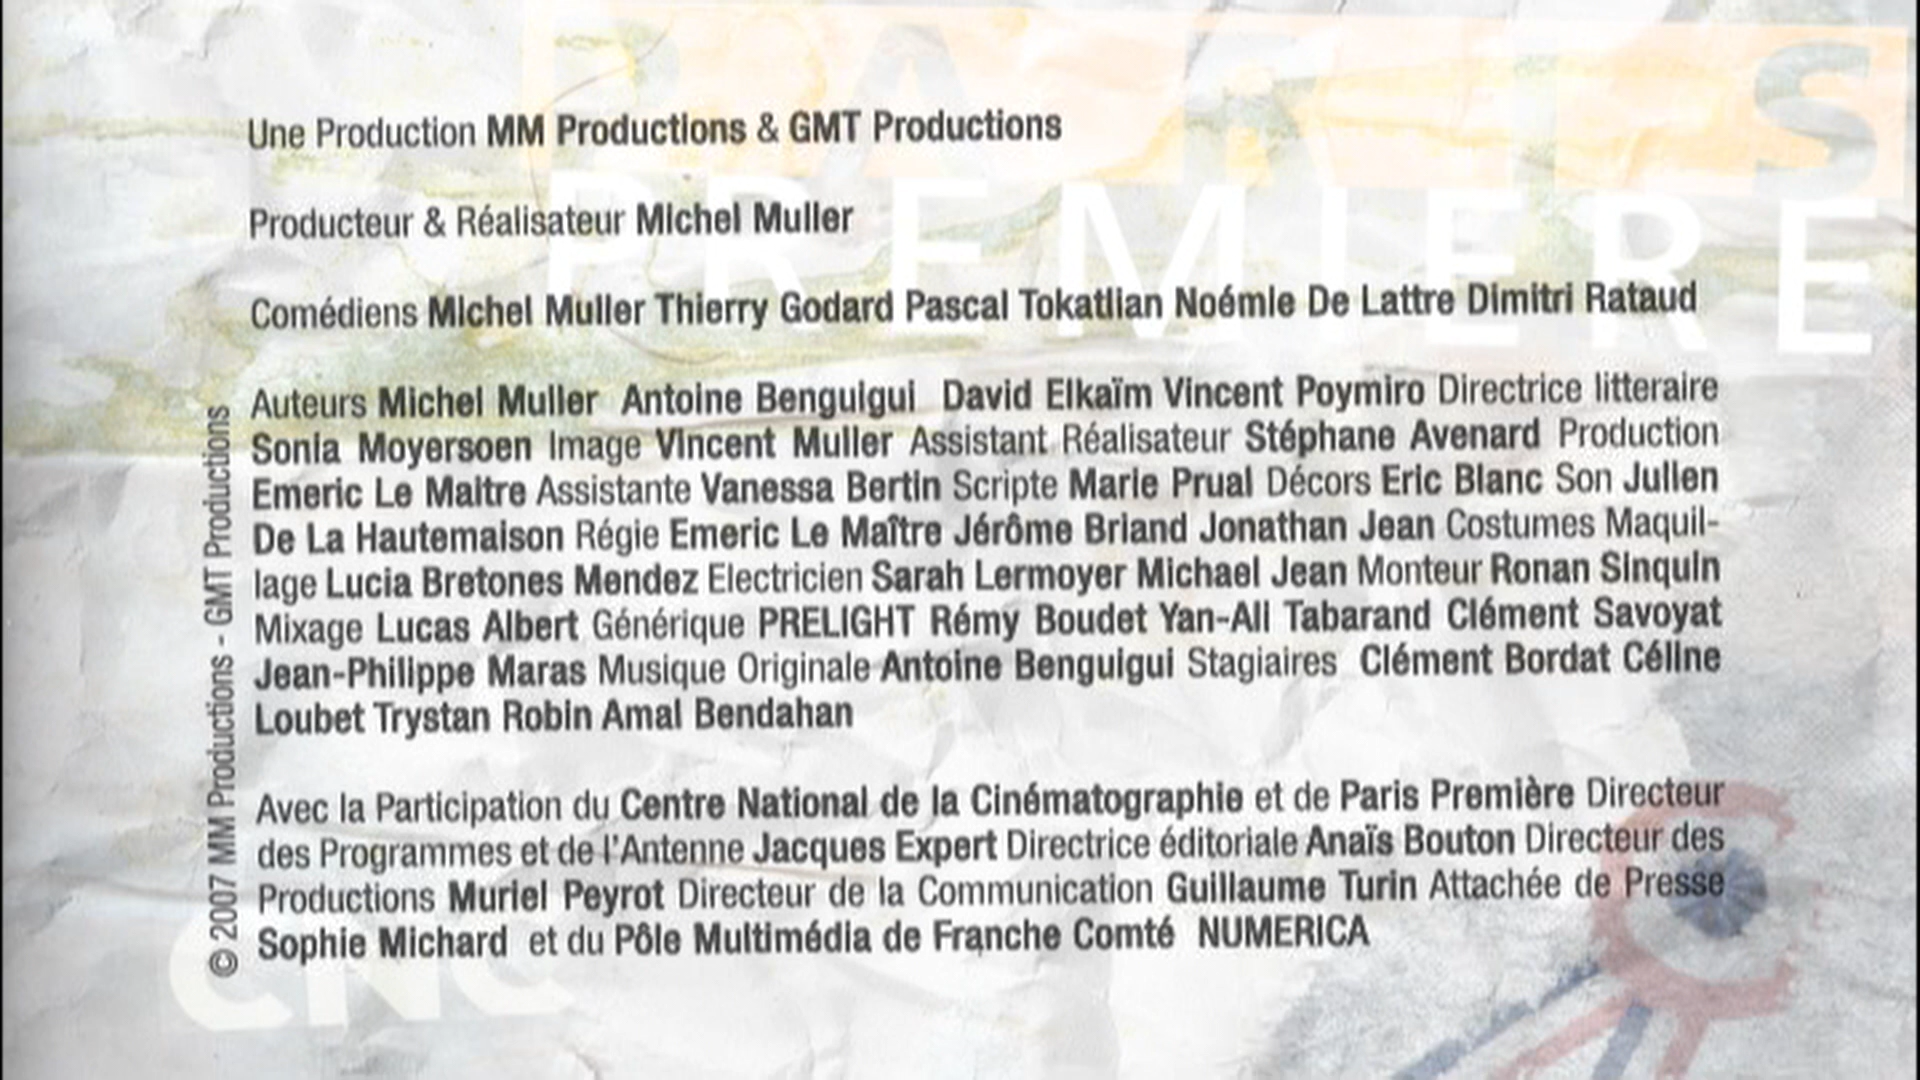 PARIS
PREMIERE
Une Production MM Productions & GMT Productions
Producteur & Réalisateur Michel Muller
Comédiens Michel Muller Thierry Godard Pascal Tokatlian Noémie De Lattre Dimitri Rataud
Auteurs Michel Muller Antoine Benguigui David Elkaïm Vincent Poymiro Directrice litteraire
Sonia Moyersoen Image Vincent Muller Assistant Réalisateur Stéphane Avenard Production
Emeric Le Maitre Assistante Vanessa Bertin Scripte Marie Prual Décors Eric Blanc Son Julien
De La Hautemaison Régie Emeric Le Maître Jérôme Briand Jonathan Jean Costumes Maquil-
lage Lucia Bretones Mendez Electricien Sarah Lermoyer Michael Jean Monteur Ronan Sinquin
Mixage Lucas Albert Générique PRELIGHT Rémy Boudet Yan-Ali Tabarand Clément Savoyat
Jean-Philippe Maras Musique Originale Antoine Benguigui Stagiaires Clément Bordat Céline
Loubet Trystan Robin Amal Bendahan
Avec la Participation du Centre National de la Cinématographie et de Paris Première Directeur
des Programmes et de l'Antenne Jacques Expert Directrice éditoriale Anaïs Bouton Directeur des
Productions Muriel Peyrot Directeur de la Communication Guillaume Turin Attachée de Presse
Sophie Michard et du Pôle Multimédia de Franche Comté NUMERICA
© 2007 MM Productions - GMT Productions
CNC